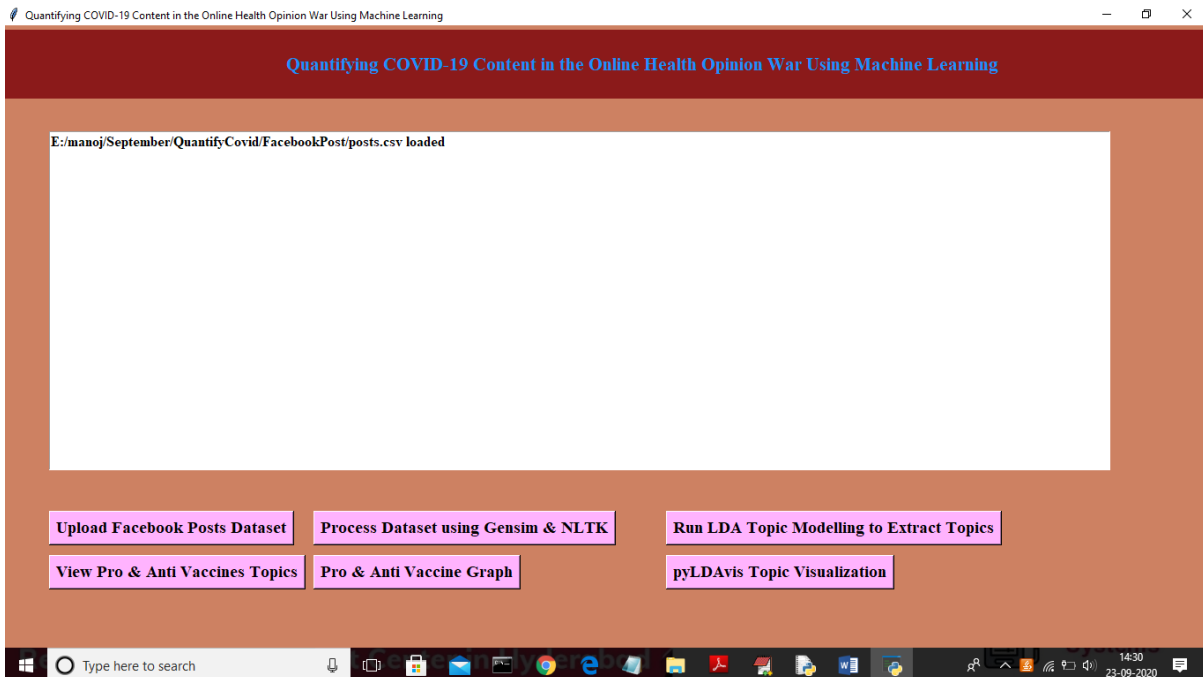 Quantifying COVID-19 Content in the Online Health Opinion War Using Machine Learning
Quantifying COVID-19 Content in the Online Health Opinion War Using Machine Learning
E:/manoj/September/QuantifyCovid/FacebookPost/posts.csv loaded
Upload Facebook Posts Dataset
Process Dataset using Gensim & NLTK
Run LDA Topic Modelling to Extract Topics
View Pro & Anti Vaccines Topics
Pro & Anti Vaccine Graph
pyLDAvis Topic Visualization
Type here to search
14:30
23-09-2020